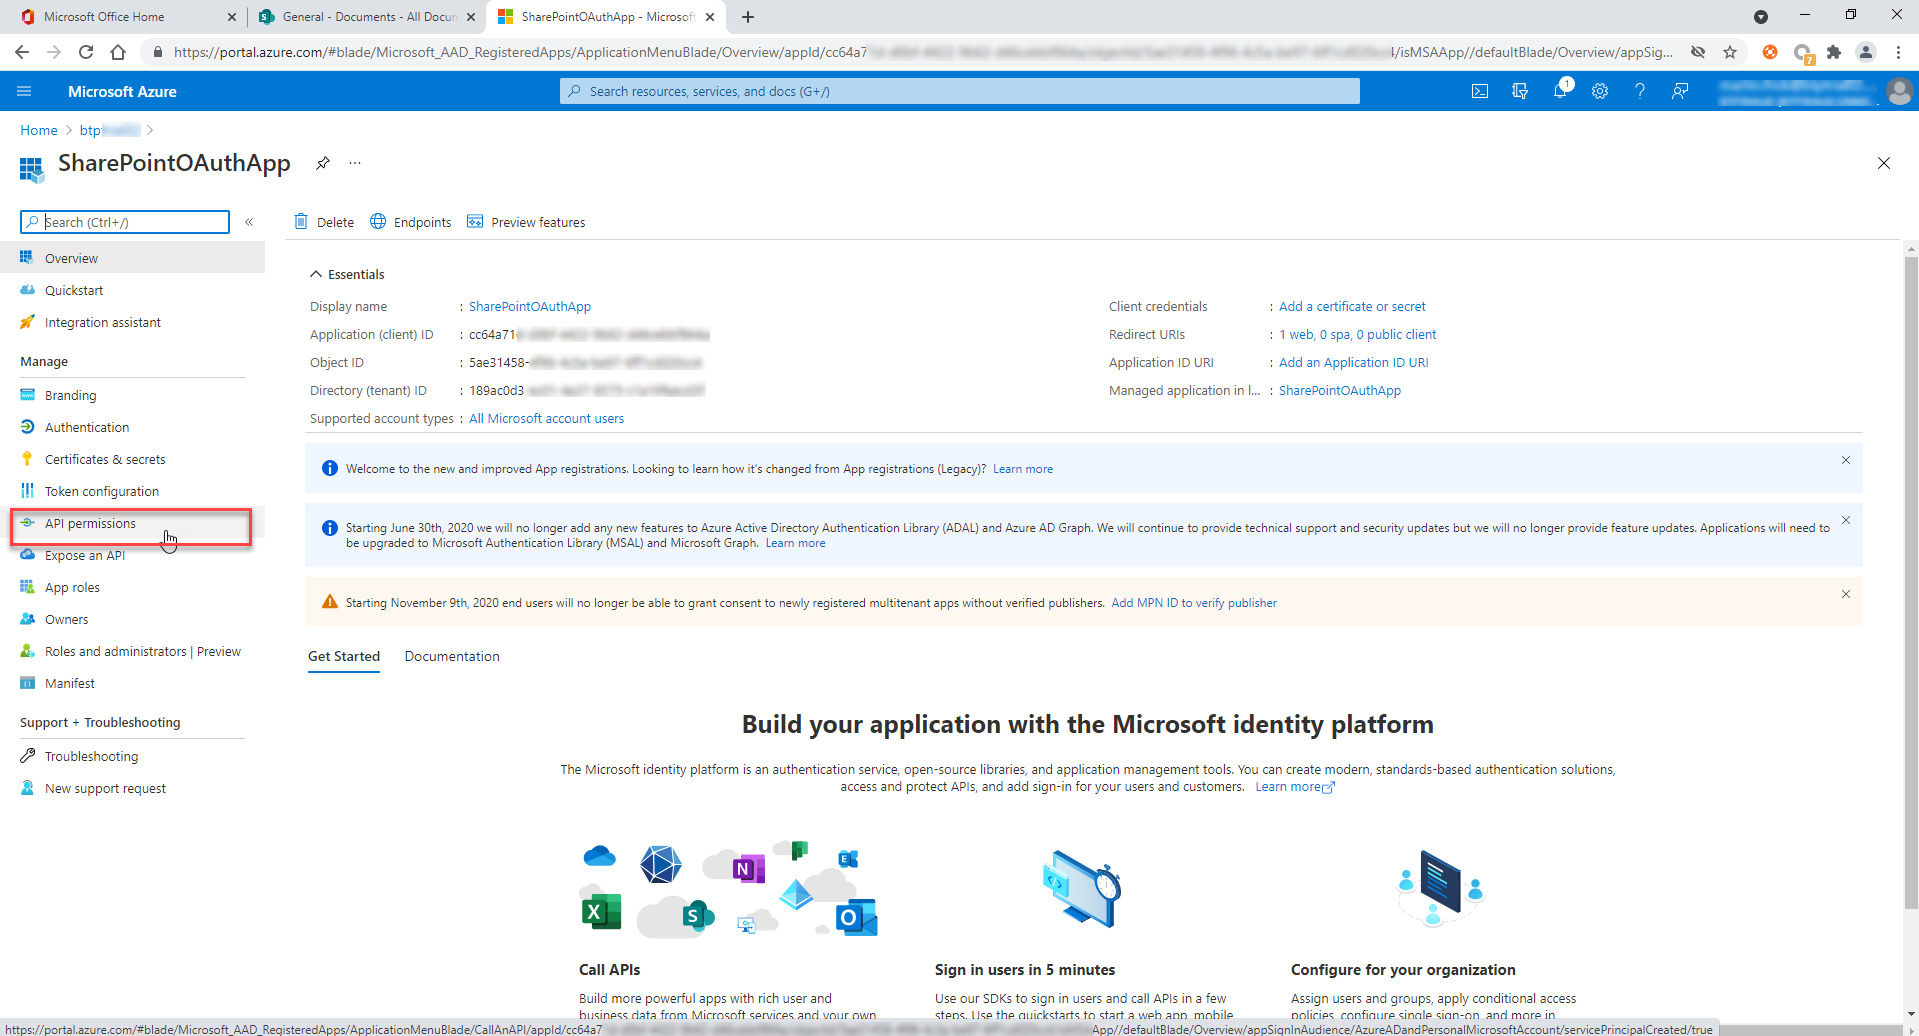 Microsoft Office Home
General - Documents - All Docun
SharePointOAuthApp - Microsoft
https://portal.azure.com/#blade/Microsoft_AAD_RegisteredApps/ApplicationMenuBlade/Overview/appId/cc64a7
/isMSAApp//defaultBlade/Overview/appSig...
7
Microsoft Azure
Search resources, services, and docs (G+/)
1
Home > btp >
SharePointOAuthApp
...
Search (Ctrl+/)
«
Delete
Endpoints
Preview features
Overview
Quickstart
Integration assistant
Manage
Branding
Authentication
Certificates & secrets
Token configuration
API permissions
Expose an API
App roles
Owners
Roles and administrators | Preview
Manifest
Support + Troubleshooting
Troubleshooting
New support request
Essentials
Display name : SharePointOAuthApp
Application (client) ID : cc64a71
Object ID : 5ae31458-
Directory (tenant) ID : 189ac0d3
Supported account types : All Microsoft account users
Client credentials : Add a certificate or secret
Redirect URIs : 1 web, 0 spa, 0 public client
Application ID URI : Add an Application ID URI
Managed application in l... : SharePointOAuthApp
Welcome to the new and improved App registrations. Looking to learn how it's changed from App registrations (Legacy)? Learn more
Starting June 30th, 2020 we will no longer add any new features to Azure Active Directory Authentication Library (ADAL) and Azure AD Graph. We will continue to provide technical support and security updates but we will no longer provide feature updates. Applications will need to
be upgraded to Microsoft Authentication Library (MSAL) and Microsoft Graph. Learn more
Starting November 9th, 2020 end users will no longer be able to grant consent to newly registered multitenant apps without verified publishers. Add MPN ID to verify publisher
Get Started
Documentation
Build your application with the Microsoft identity platform
The Microsoft identity platform is an authentication service, open-source libraries, and application management tools. You can create modern, standards-based authentication solutions,
access and protect APIs, and add sign-in for your users and customers. Learn more
Call APIs
Build more powerful apps with rich user and
business data from Microsoft services and your own
Sign in users in 5 minutes
Use our SDKs to sign in users and call APIs in a few
steps. Use the quickstarts to start a web app, mobile
Configure for your organization
Assign users and groups, apply conditional access
policies, configure single sign-on, and more in
https://portal.azure.com/#blade/Microsoft_AAD_RegisteredApps/ApplicationMenuBlade/CallAnAPI/appId/cc64a7
App//defaultBlade/Overview/appSignInAudience/AzureADandPersonalMicrosoftAccount/servicePrincipalCreated/true